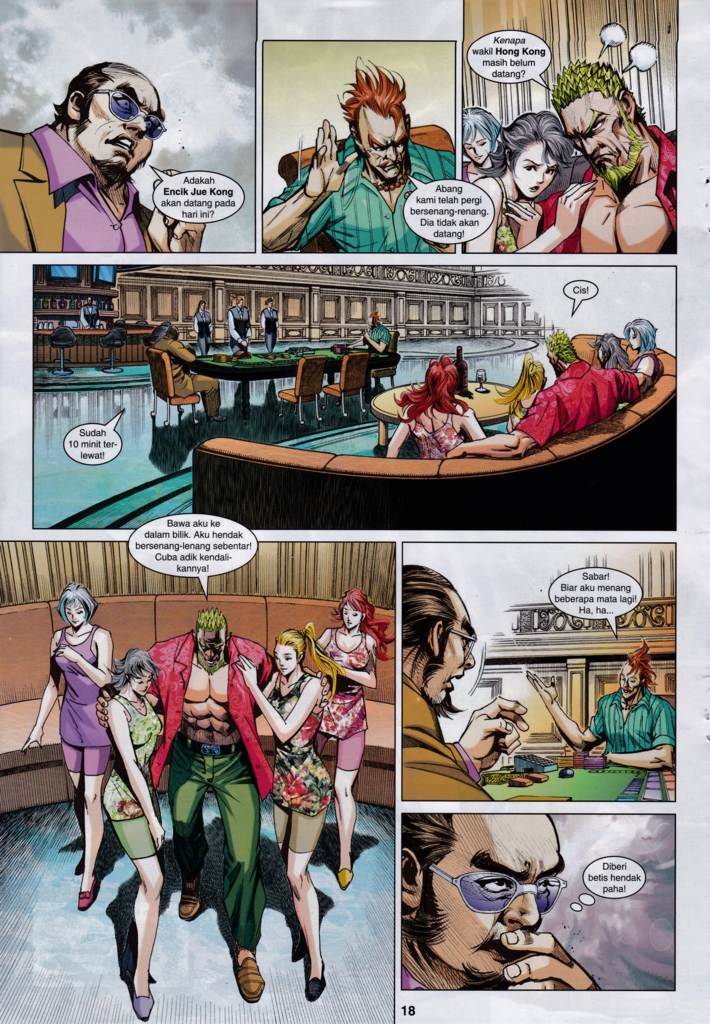 Adakah
Encik Jue Kong
akan datang pada
hari ini?
Abang
kami telah pergi
bersenang-renang.
Dia tidak akan
datang!
Kenapa
wakil Hong Kong
masih belum
datang?
Cis!
Sudah
10 minit ter-
lewat!
Bawa aku ke
dalam bilik. Aku hendak
bersenang-lenang sebentar!
Cuba adik kendali-
kannya!
Sabar!
Biar aku menang
beberapa mata lagi!
Ha, ha...
Diberi
betis hendak
paha!
18